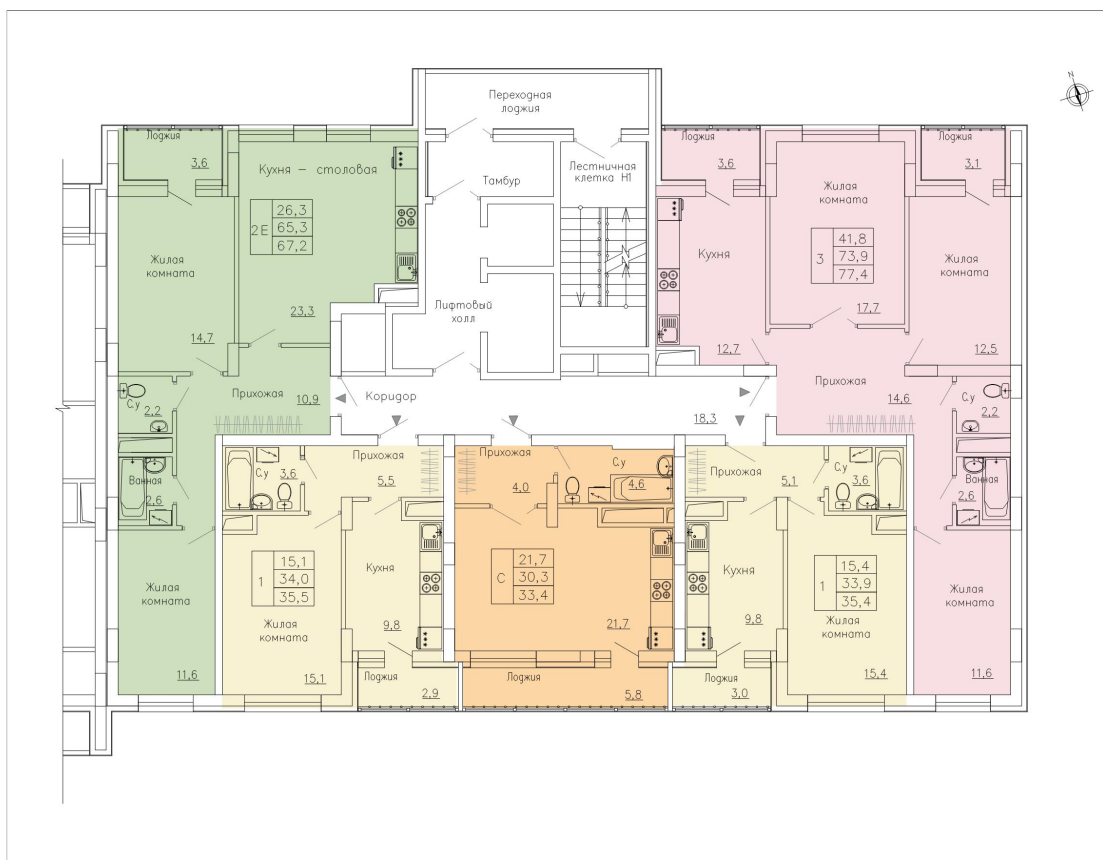 N
Переходная
лоджия
Лоджия
3,6
Кухня – столовая
Тамбур
Лестничная
клетка Н1
Лоджия
3,6
Лоджия
3,1
Жилая
комната
2Е
26,3
65,3
67,2
Жилая
комната
23,3
14,7
Лифтовый
холл
Кухня
3
41,8
73,9
77,4
Жилая
комната
17,7
12,7
12,5
Прихожая
10,9
Коридор
18,3
Прихожая
14,6
С.у
2,2
С.у
2,2
Ванная
2,6
С.у
3,6
Прихожая
5,5
Прихожая
4,0
С.у
4,6
Прихожая
5,1
С.у
3,6
Ванная
2,6
Жилая
комната
11,6
1
15,1
34,0
35,5
Жилая
комната
15,1
Кухня
9,8
С
21,7
30,3
33,4
21,7
Кухня
9,8
1
15,4
33,9
35,4
Жилая
комната
15,4
Жилая
комната
11,6
Лоджия
2,9
Лоджия
5,8
Лоджия
3,0